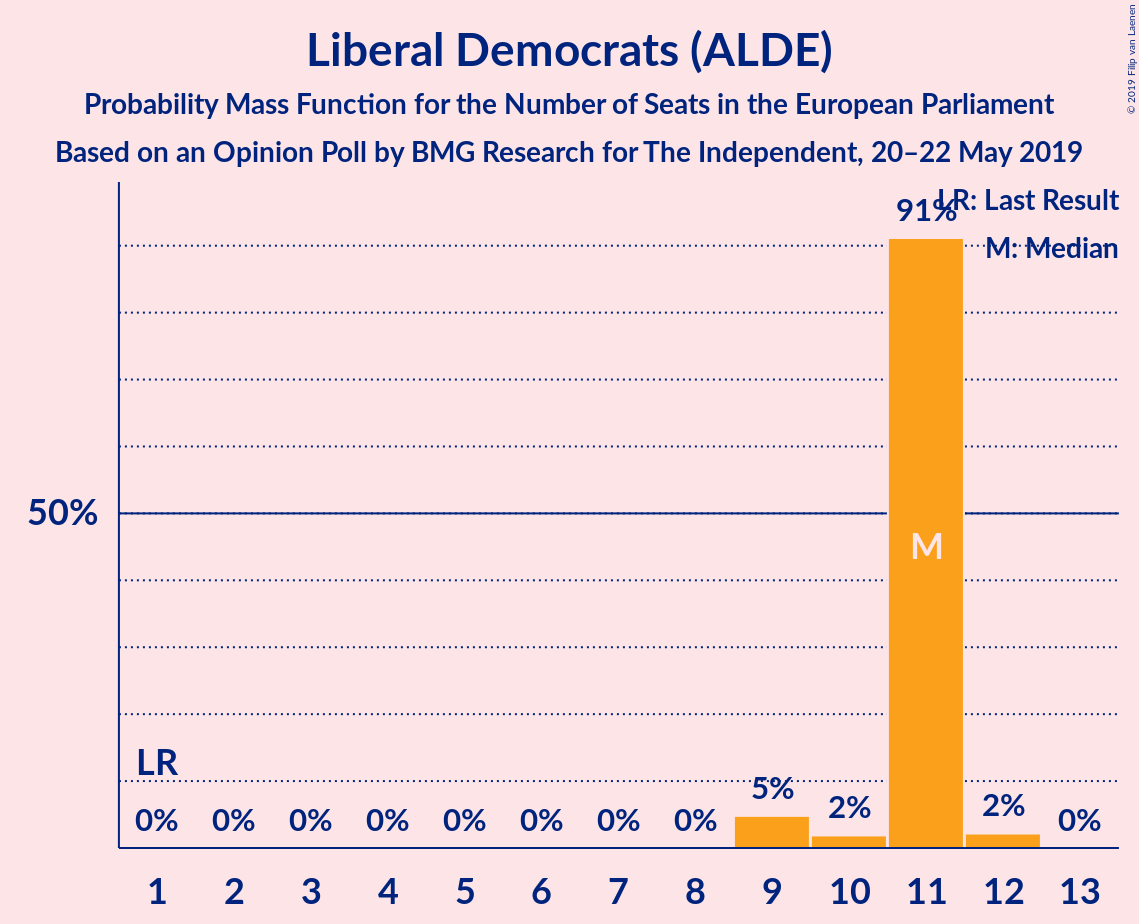 Liberal Democrats (ALDE)
Probability Mass Function for the Number of Seats in the European Parliament
Based on an Opinion Poll by BMG Research for The Independent, 20–22 May 2019
© 2019 Filip van Laenen
LR: Last Result
M: Median
91%
50%
M
LR
0% 0% 0% 0% 0% 0% 0% 0% 5% 2% 2% 0%
1 2 3 4 5 6 7 8 9 10 11 12 13